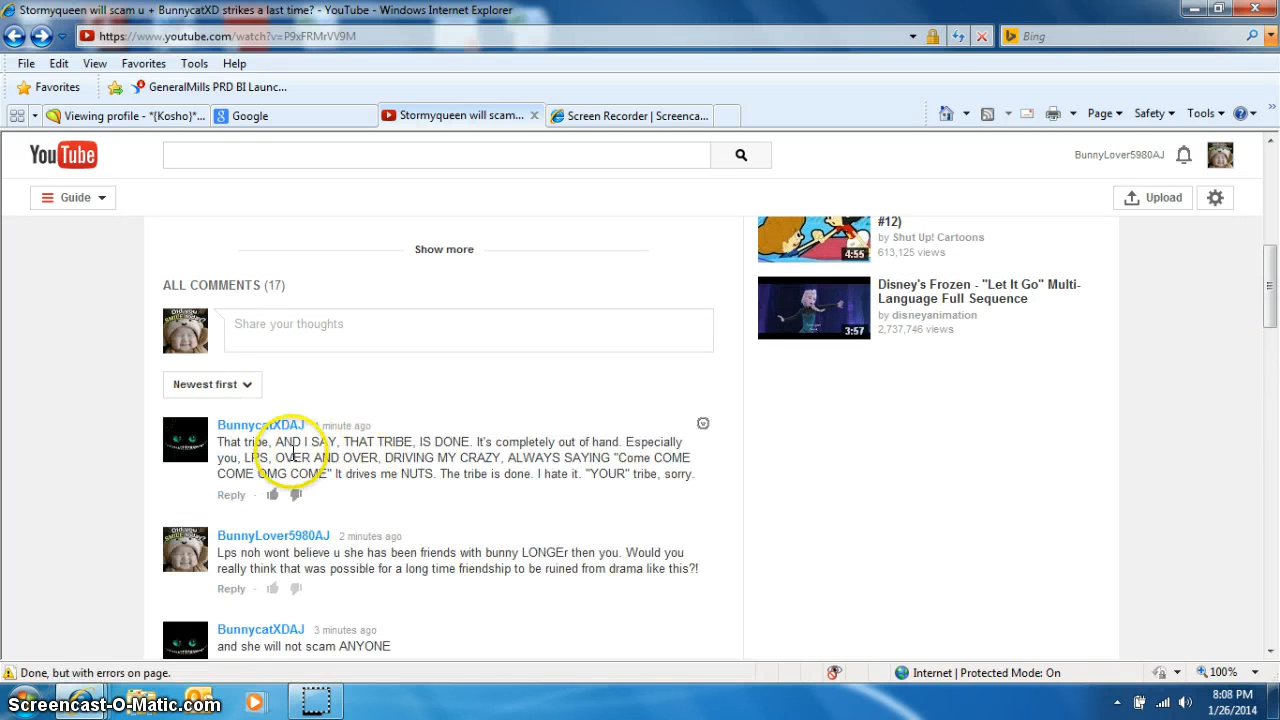 Stormyqueen will scam u + BunnycatXD strikes a last time? - YouTube - Windows Internet Explorer
https://www.youtube.com/watch?v=P9xFRMrVV9M
Bing
File Edit View Favorites Tools Help
Favorites GeneralMills PRD BI Launc...
Viewing profile - *{Kosho}*... Google Stormyqueen will scam... Screen Recorder | Screenca... Page Safety Tools
YouTube BunnyLover5980AJ
Guide Upload
#12)
by Shut Up! Cartoons
613,125 views
4:55
Show more
ALL COMMENTS (17)
Share your thoughts
Disney's Frozen - "Let It Go" Multi-
Language Full Sequence
by disneyanimation
2,737,746 views
3:57
Newest first
BunnycatXDAJ 1 minute ago
That tribe, AND I SAY, THAT TRIBE, IS DONE. It's completely out of hand. Especially
you, LPS, OVER AND OVER, DRIVING MY CRAZY, ALWAYS SAYING "Come COME
COME OMG COME" It drives me NUTS. The tribe is done. I hate it. "YOUR" tribe, sorry.
Reply
BunnyLover5980AJ 2 minutes ago
Lps noh wont believe u she has been friends with bunny LONGEr then you. Would you
really think that was possible for a long time friendship to be ruined from drama like this?!
Reply
BunnycatXDAJ 3 minutes ago
and she will not scam ANYONE
Done, but with errors on page. Internet | Protected Mode: On 100%
Screencast-O-Matic.com
8:08 PM
1/26/2014